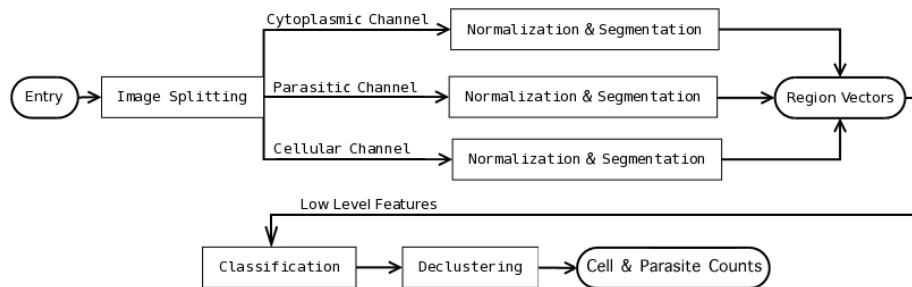 Cytoplasmic Channel
Normalization & Segmentation
Entry
Image Splitting
Parasitic Channel
Normalization & Segmentation
Region Vectors
Cellular Channel
Normalization & Segmentation
Low Level Features
Classification
Declustering
Cell & Parasite Counts